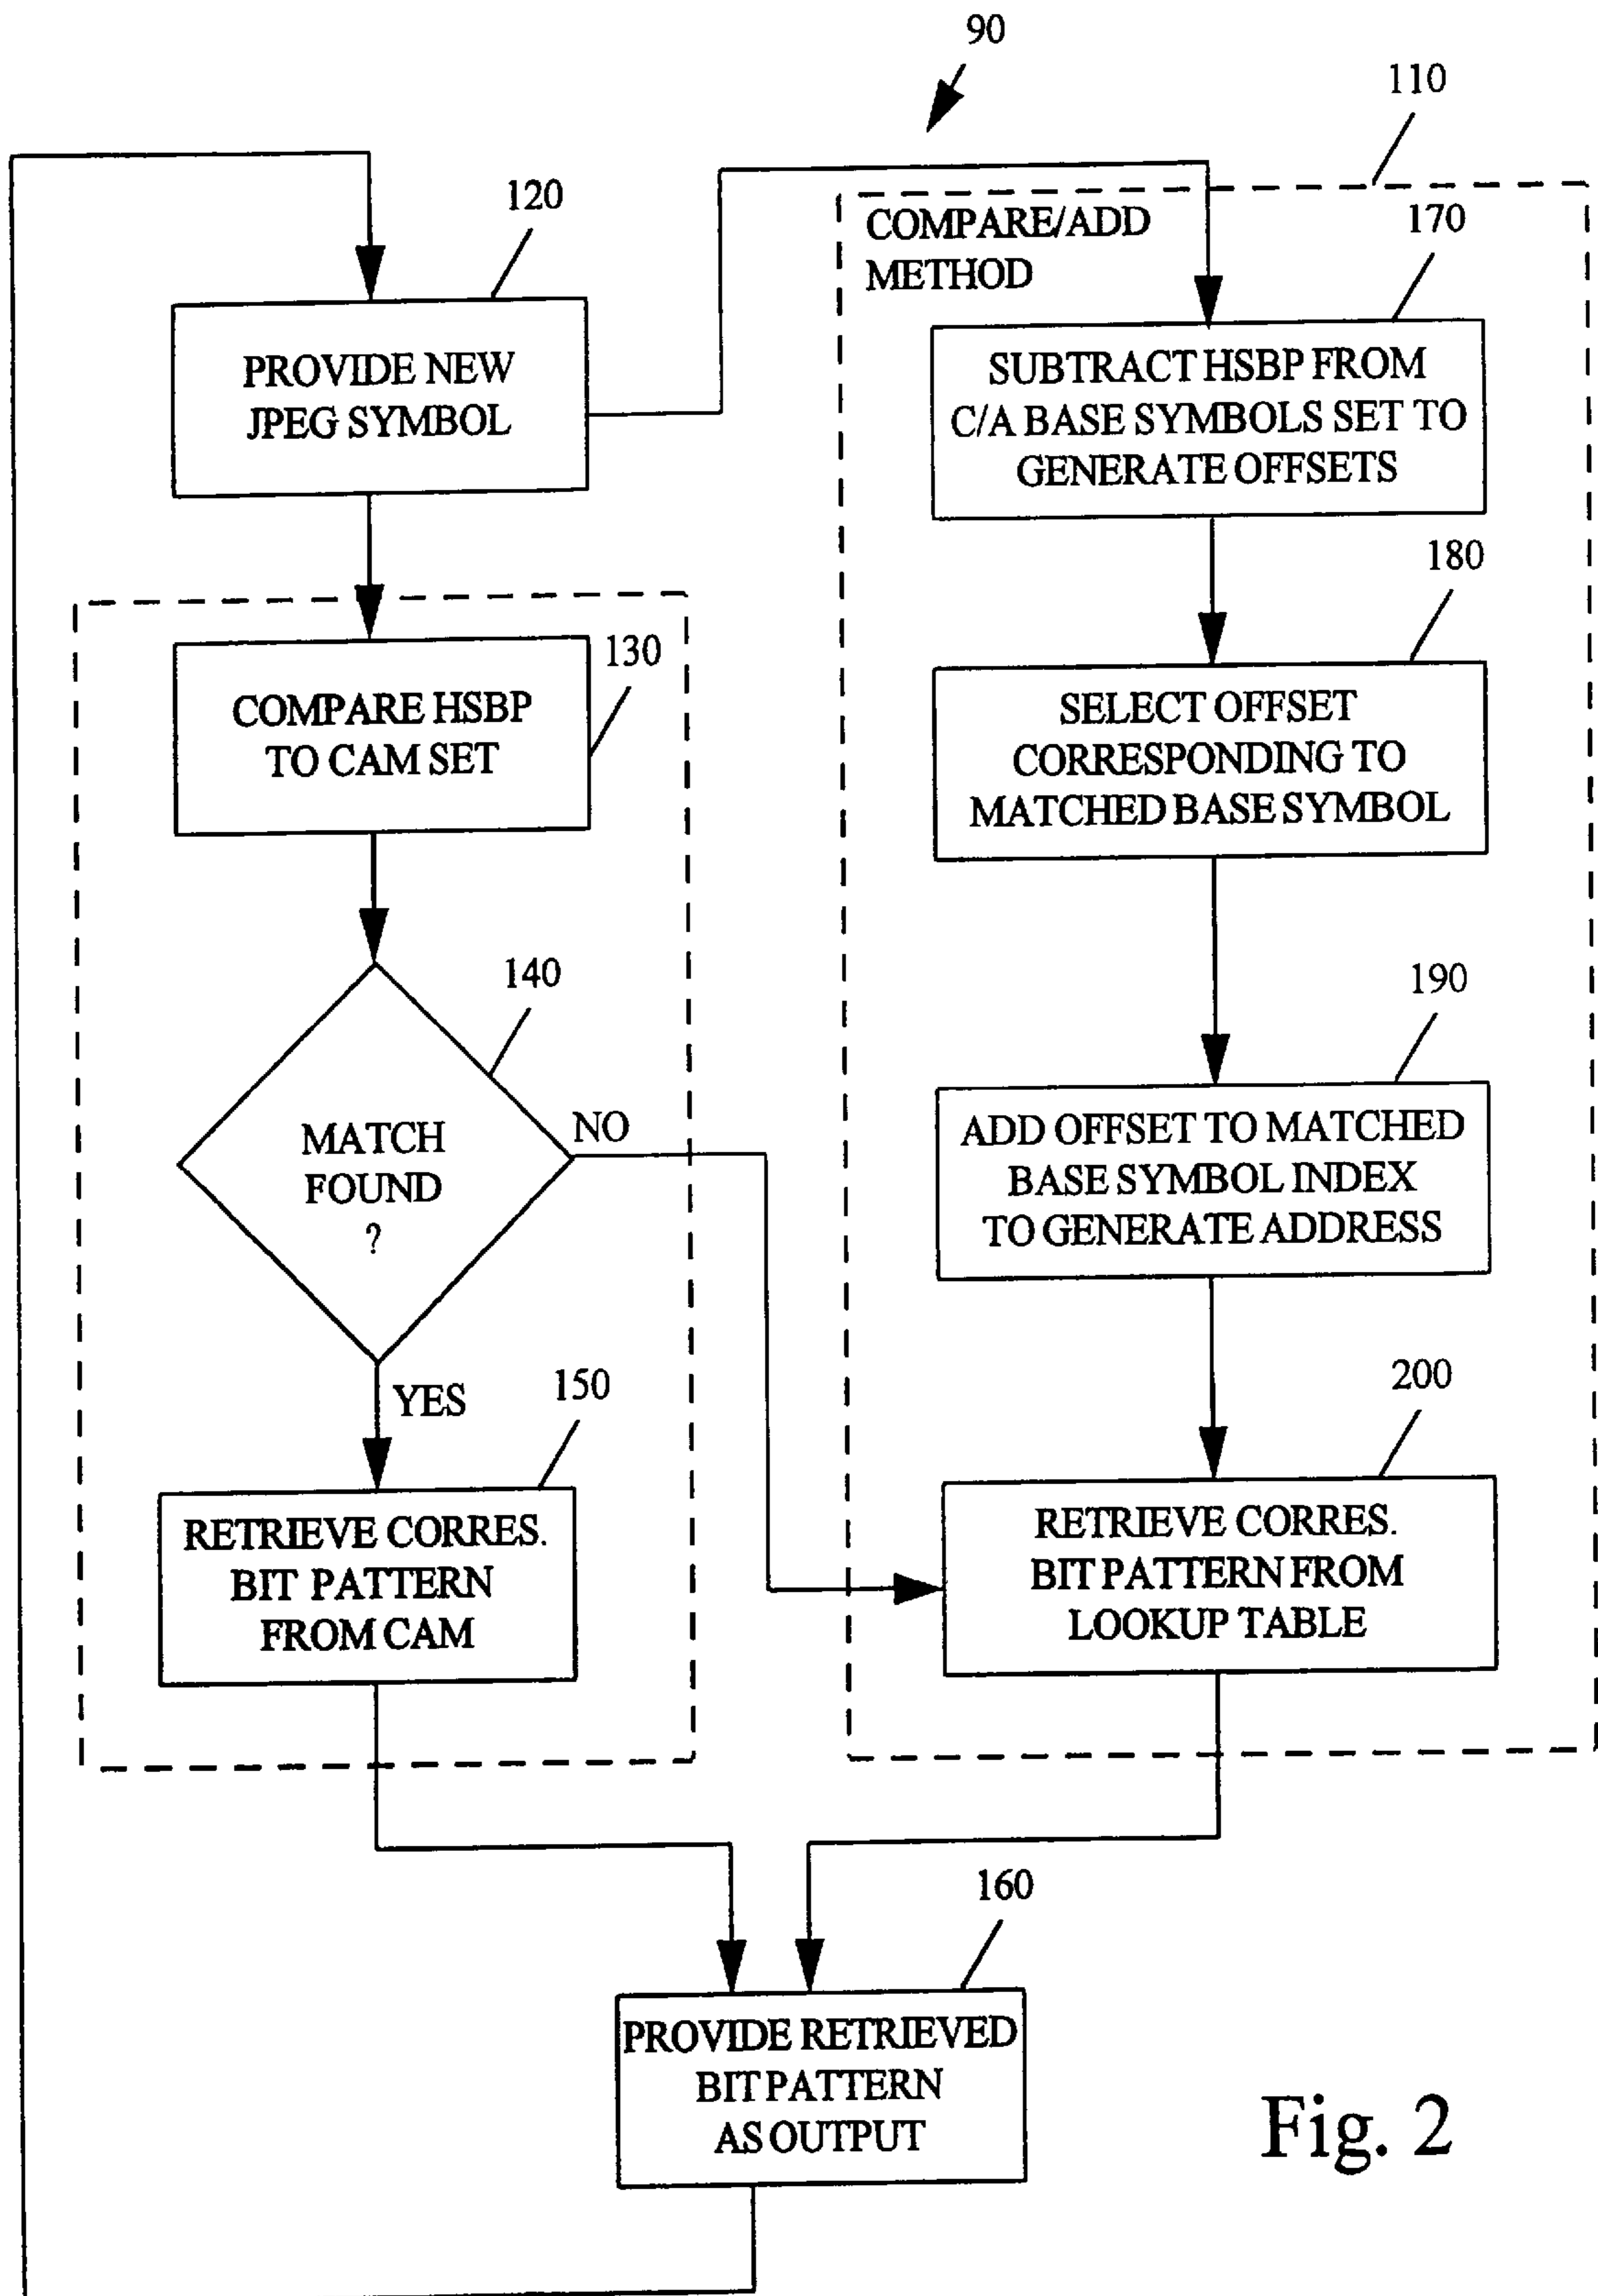 90
110
120
COMPARE/ADD
METHOD
170
PROVIDE NEW
JPEG SYMBOL
SUBTRACT HSBP FROM
C/A BASE SYMBOLS SET TO
GENERATE OFFSETS
180
130
COMPARE HSBP
TO CAM SET
SELECT OFFSET
CORRESPONDING TO
MATCHED BASE SYMBOL
140
190
MATCH
FOUND
?
NO
ADD OFFSET TO MATCHED
BASE SYMBOL INDEX
TO GENERATE ADDRESS
YES
150
200
RETRIEVE CORRES.
BIT PATTERN
FROM CAM
RETRIEVE CORRES.
BIT PATTERN FROM
LOOKUP TABLE
160
PROVIDE RETRIEVED
BIT PATTERN
AS OUTPUT
Fig. 2